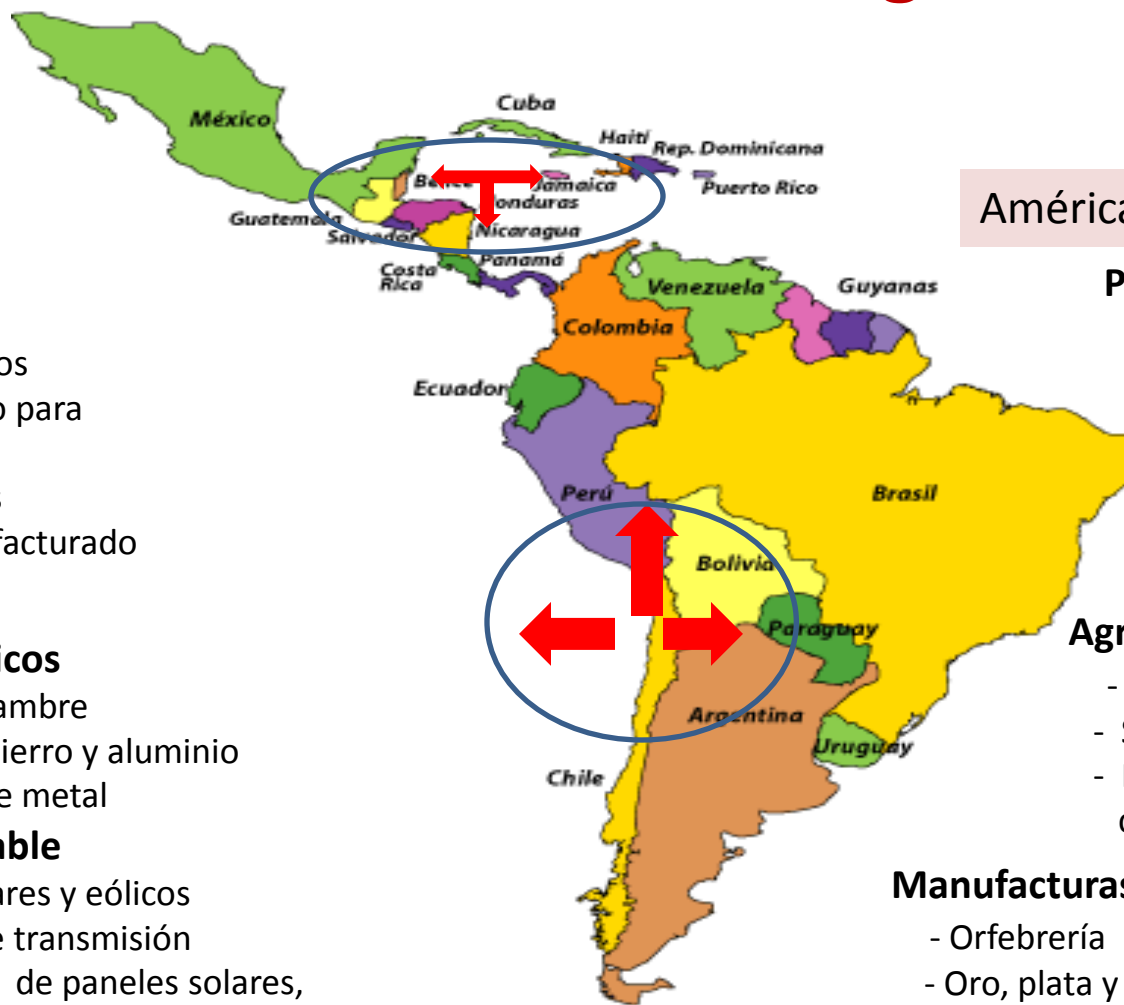 g
México
Cuba
Haití
Rep. Dominicana
Puerto Rico
Jamaica
Honduras
Guatemala
Salvador
Nicaragua
Costa
Rica
Panamá
América
P
Venezuela
Guyanas
Colombia
Ecuador
os
o para
s
facturado
Perú
Brasil
Bolivia
Paraguay
icos
ambre
ierro y aluminio
e metal
able
ares y eólicos
e transmisión
de paneles solares,
Argentina
Uruguay
Chile
Agr
-
- S
-
Manufacturas
- Orfebrería
- Oro, plata y